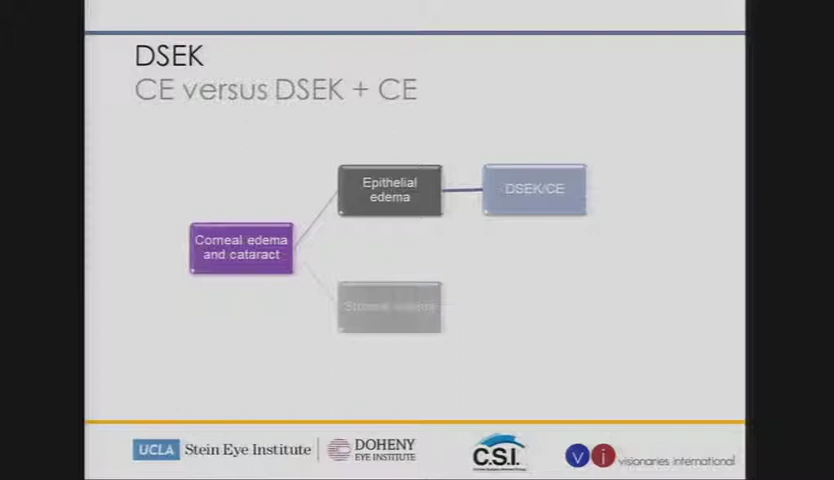 DSEK
CE versus DSEK + CE
Epithelial
edema
DSEK/CE
Corneal edema
and cataract
Stromal edema
UCLA Stein Eye Institute
DOHENY
EYE INSTITUTE
C.S.I.
vi visionaries international